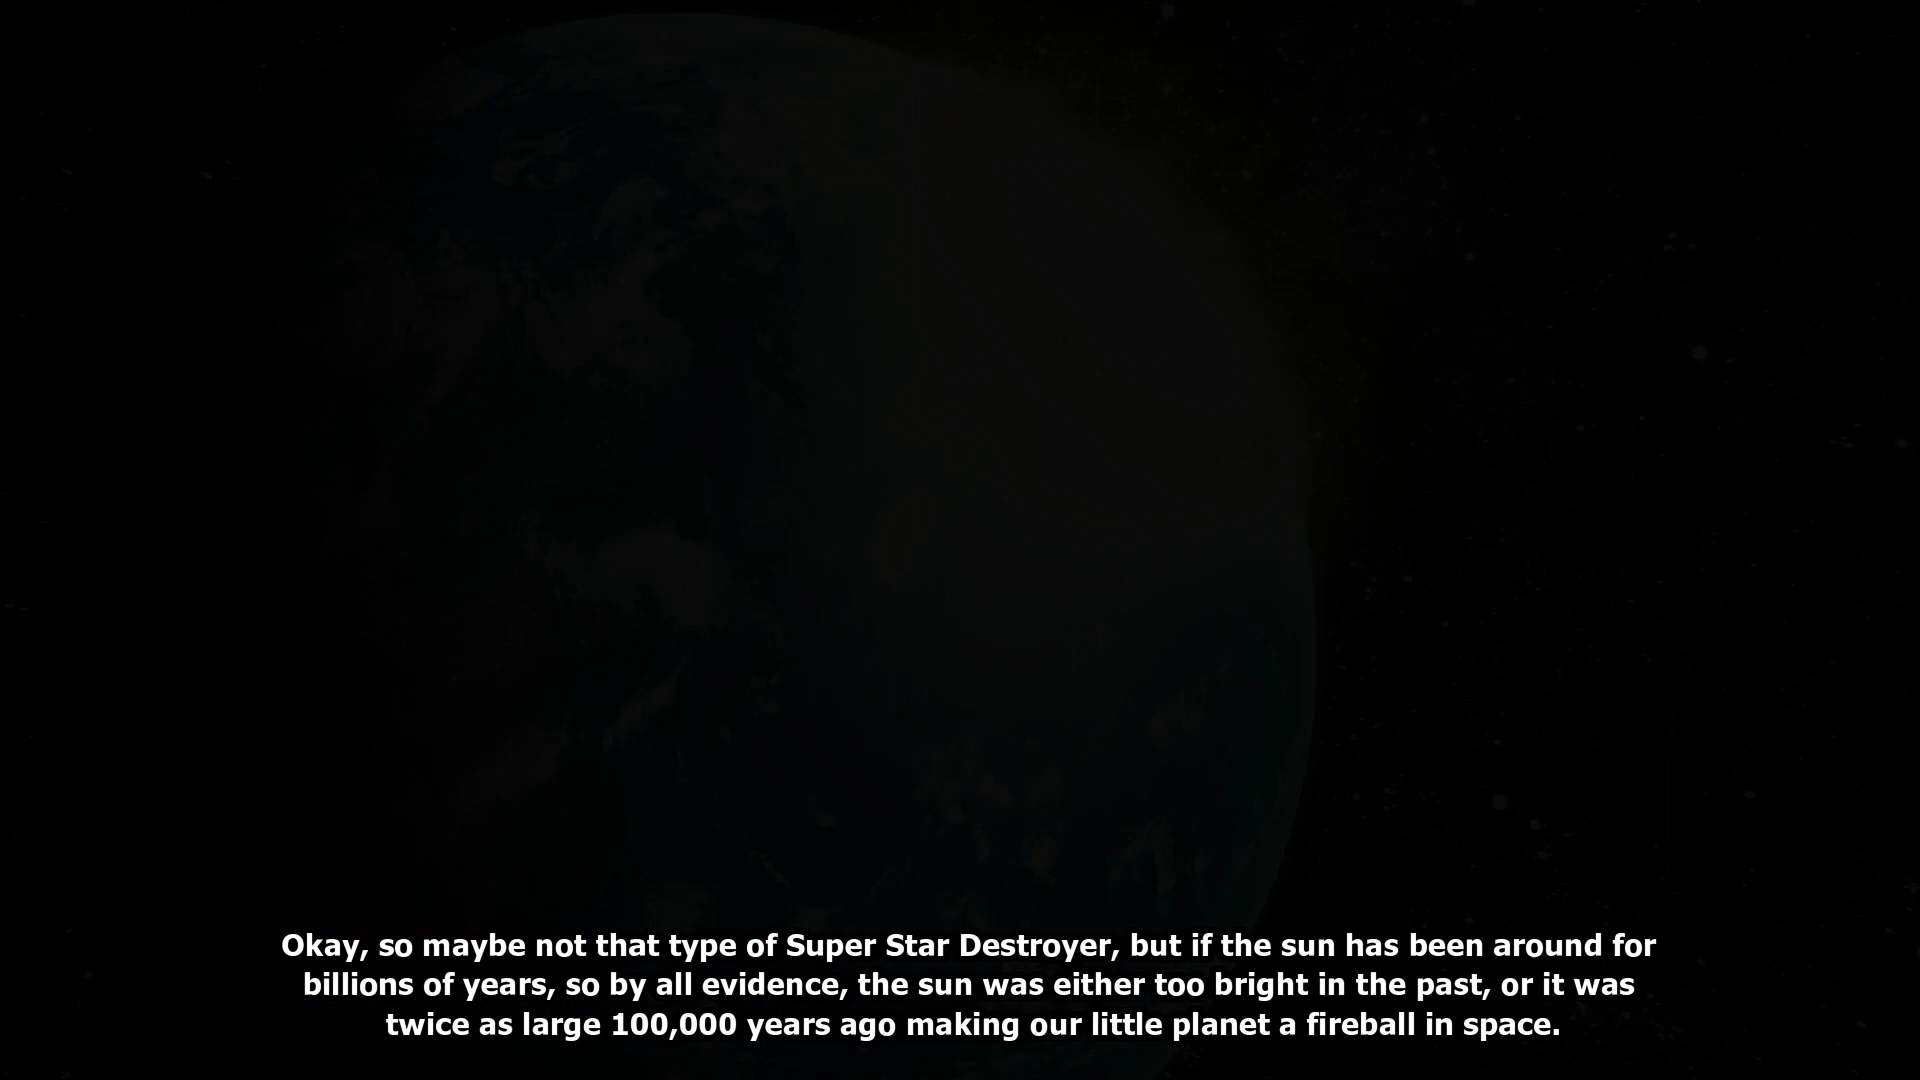 Okay, so maybe not that type of Super Star Destroyer, but if the sun has been around for
billions of years, so by all evidence, the sun was either too bright in the past, or it was
twice as large 100,000 years ago making our little planet a fireball in space.